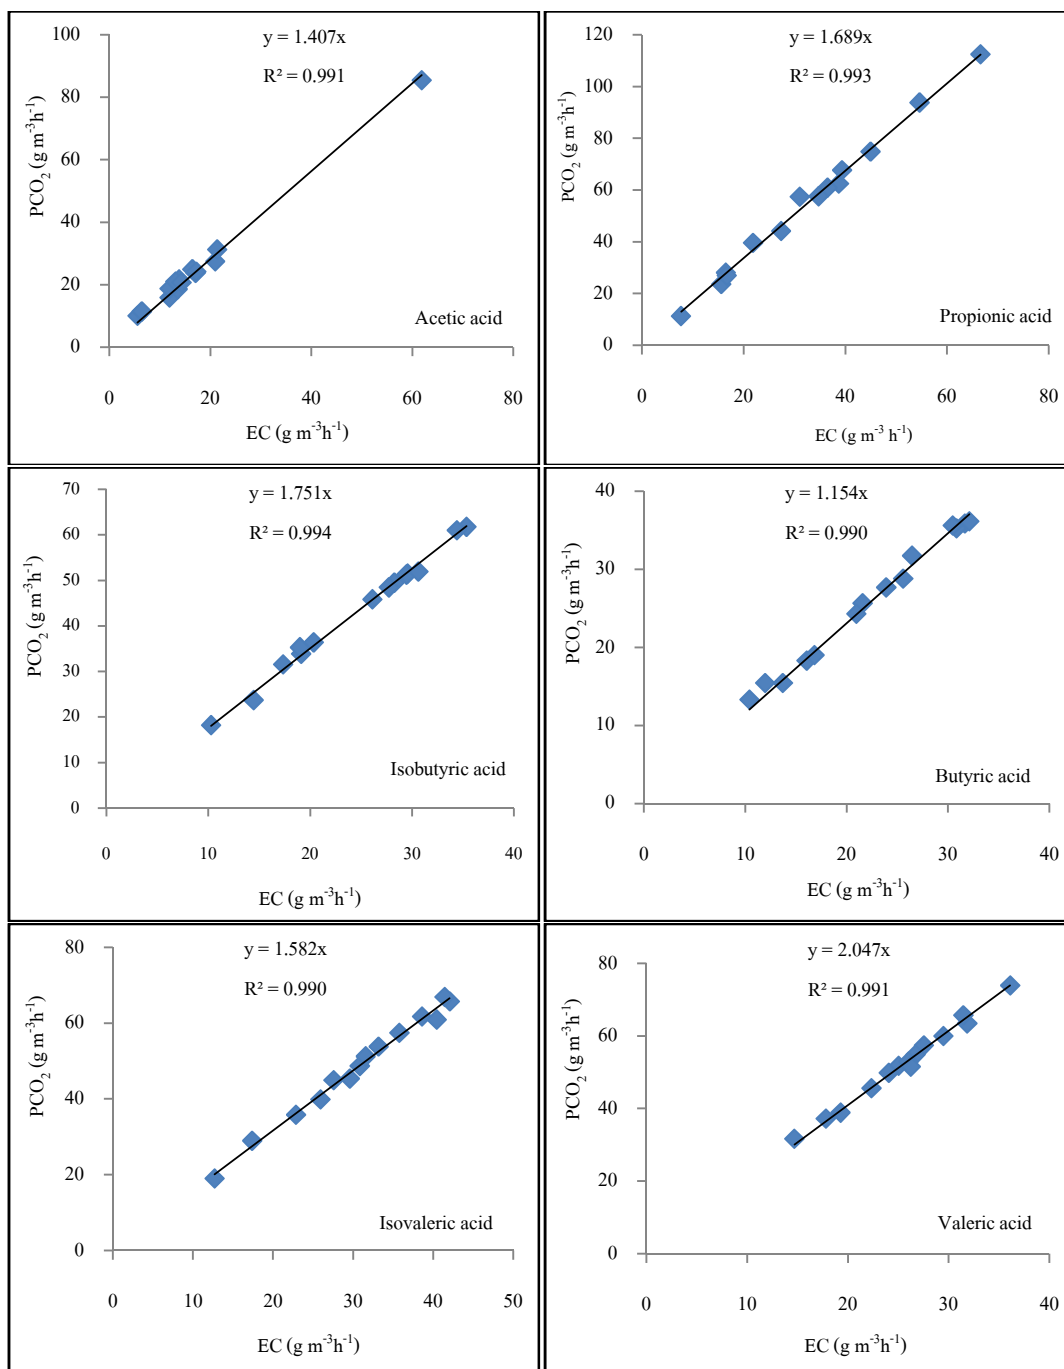 y = 1.407x
R² = 0.991
PCO₂ (g m⁻³h⁻¹)
100
80
60
40
20
0
Acetic acid
0 20 40 60 80
EC (g m⁻³h⁻¹)
y = 1.689x
R² = 0.993
PCO₂ (g m⁻³h⁻¹)
120
100
80
60
40
20
0
Propionic acid
0 20 40 60 80
EC (g m⁻³ h⁻¹)
y = 1.751x
R² = 0.994
PCO₂ (g m⁻³h⁻¹)
70
60
50
40
30
20
10
0
Isobutyric acid
0 10 20 30 40
EC (g m⁻³h⁻¹)
y = 1.154x
R² = 0.990
PCO₂ (g m⁻³h⁻¹)
40
30
20
10
0
Butyric acid
0 10 20 30 40
EC (g m⁻³h⁻¹)
y = 1.582x
R² = 0.990
PCO₂ (g m⁻³h⁻¹)
80
60
40
20
0
Isovaleric acid
0 10 20 30 40 50
EC (g m⁻³h⁻¹)
y = 2.047x
R² = 0.991
PCO₂ (g m⁻³h⁻¹)
80
60
40
20
0
Valeric acid
0 10 20 30 40
EC (g m⁻³h⁻¹)